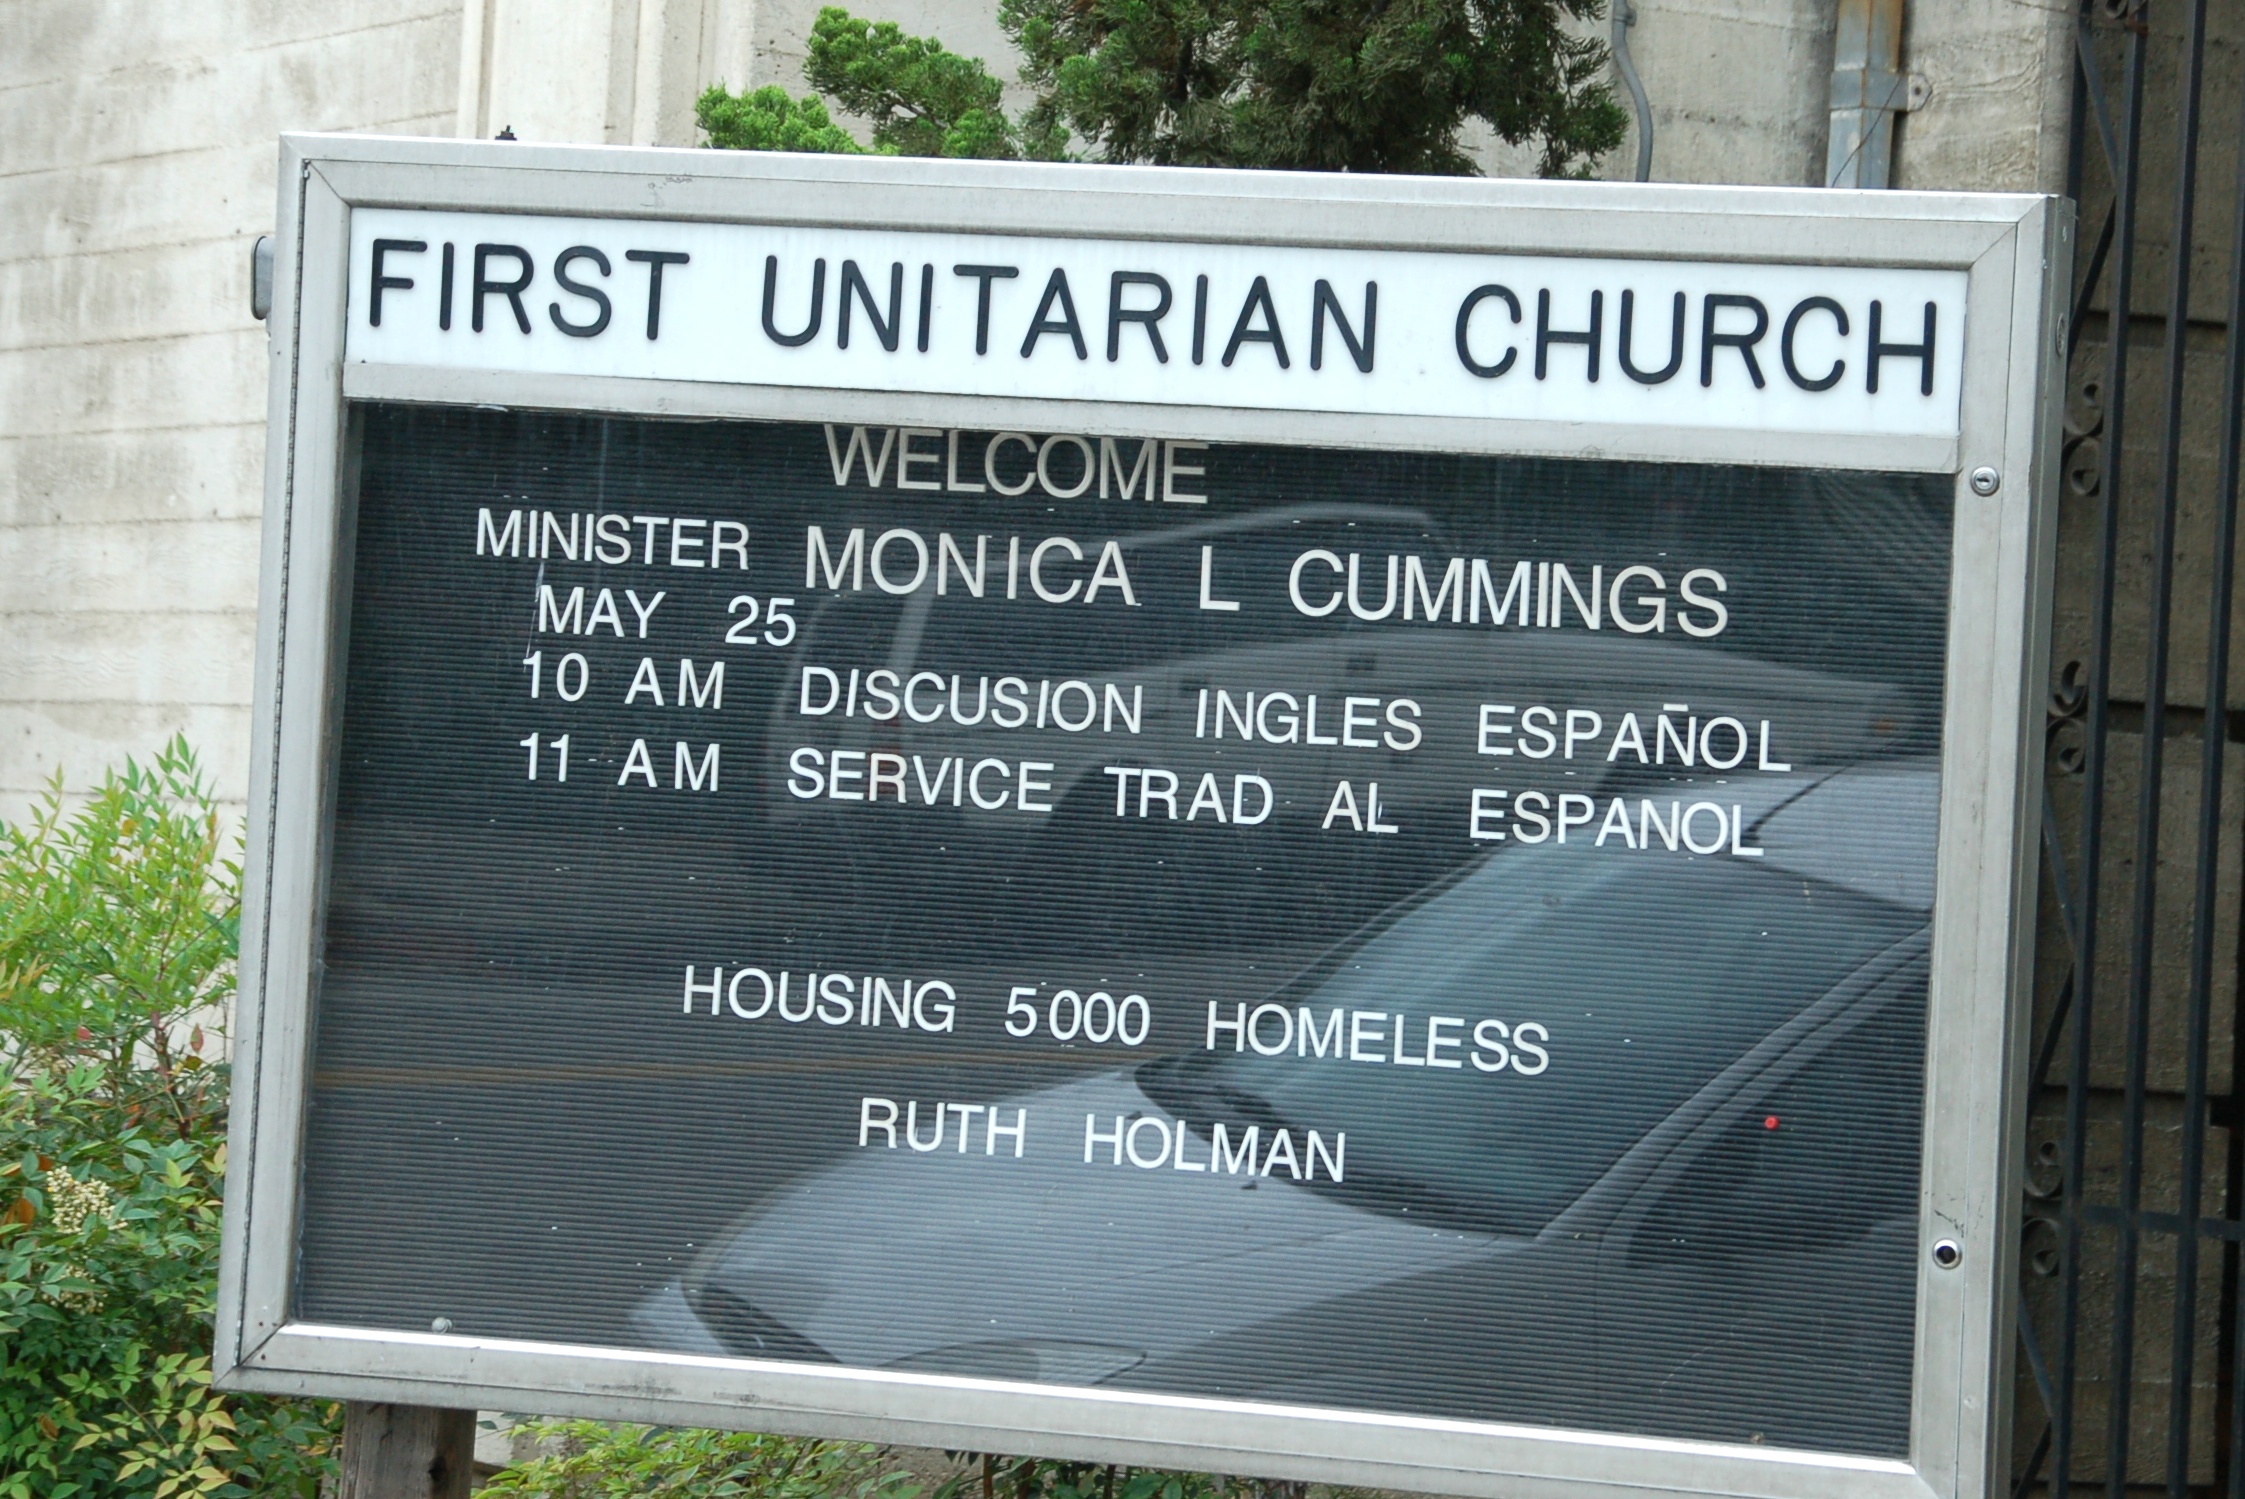 FIRST UNITARIAN CHURCH
WELCOME
MINISTER MONICA L CUMMINGS
MAY 25
10 AM DISCUSION INGLES ESPAÑOL
11 AM SERVICE TRAD AL ESPANOL
HOUSING 5000 HOMELESS
RUTH HOLMAN